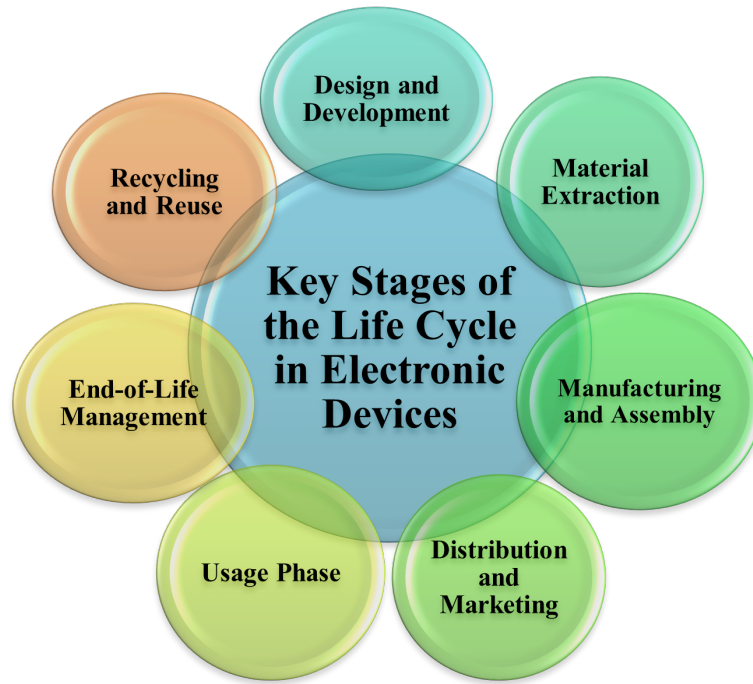 Design and
Development
Material
Extraction
Manufacturing
and Assembly
Distribution
and
Marketing
Usage Phase
End-of-Life
Management
Recycling
and Reuse
Key Stages of
the Life Cycle
in Electronic
Devices